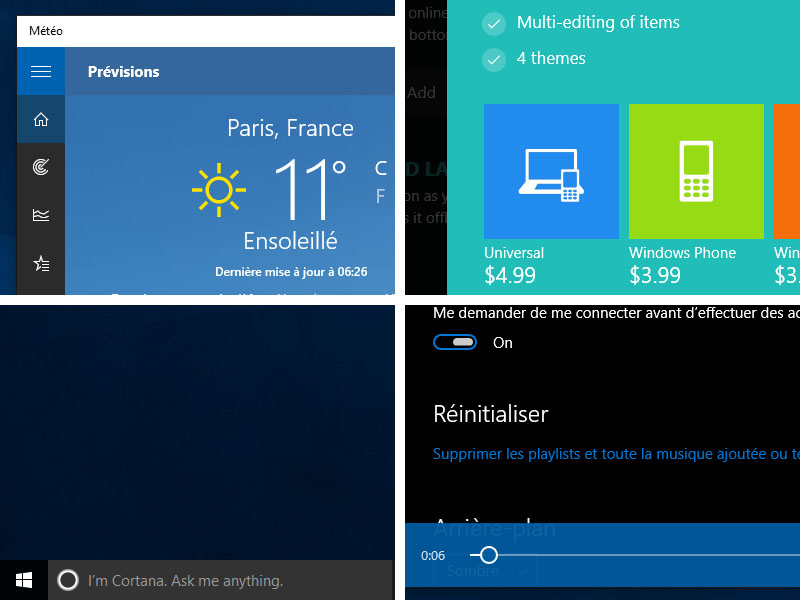 Météo
Prévisions
Paris, France
11°
C
F
Ensoleillé
Dernière mise à jour à 06:26
online
botto
Add
D LA
on as y
s it offl
Multi-editing of items
4 themes
Universal
$4.99
Windows Phone
$3.99
Win
$3.
I'm Cortana. Ask me anything.
Me demander de me connecter avant d'effectuer des ac
On
Réinitialiser
Supprimer les playlists et toute la musique ajoutée ou té
Arrière-plan
0:06
Sombre